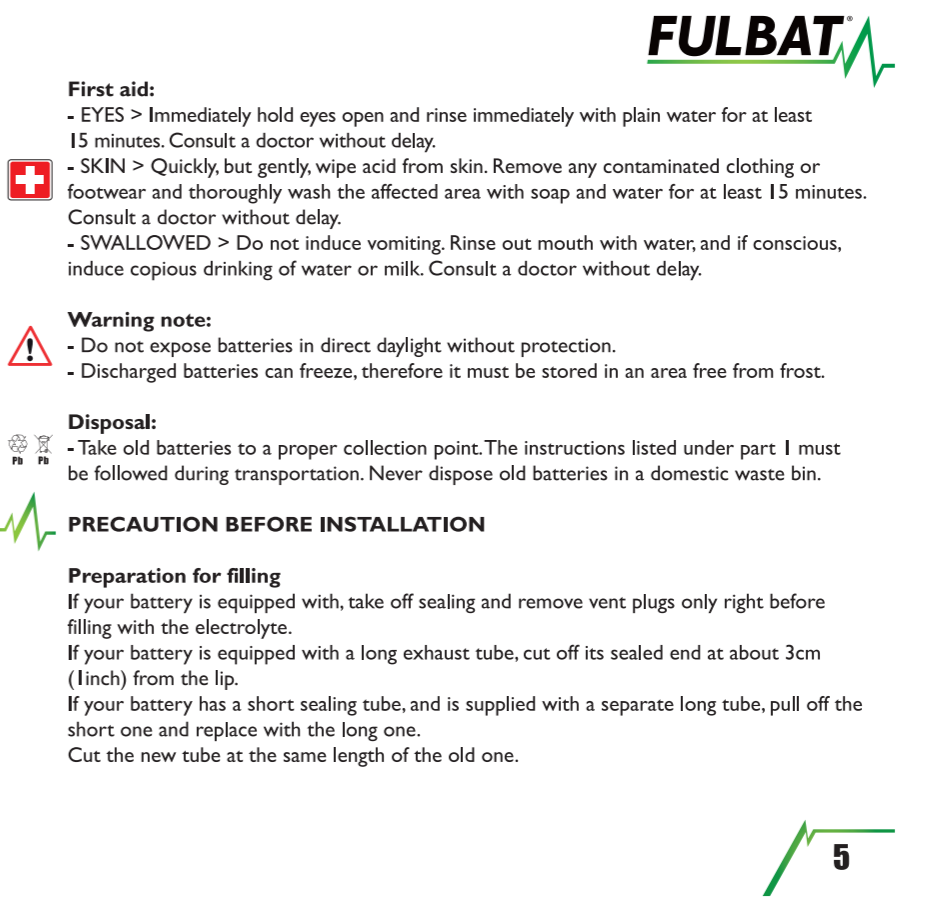 FULBAT®
First aid:
- EYES > Immediately hold eyes open and rinse immediately with plain water for at least
15 minutes. Consult a doctor without delay.
- SKIN > Quickly, but gently, wipe acid from skin. Remove any contaminated clothing or
footwear and thoroughly wash the affected area with soap and water for at least 15 minutes.
Consult a doctor without delay.
- SWALLOWED > Do not induce vomiting. Rinse out mouth with water, and if conscious,
induce copious drinking of water or milk. Consult a doctor without delay.
Warning note:
- Do not expose batteries in direct daylight without protection.
- Discharged batteries can freeze, therefore it must be stored in an area free from frost.
Disposal:
Pb Pb
- Take old batteries to a proper collection point. The instructions listed under part 1 must
be followed during transportation. Never dispose old batteries in a domestic waste bin.
PRECAUTION BEFORE INSTALLATION
Preparation for filling
If your battery is equipped with, take off sealing and remove vent plugs only right before
filling with the electrolyte.
If your battery is equipped with a long exhaust tube, cut off its sealed end at about 3cm
(1inch) from the lip.
If your battery has a short sealing tube, and is supplied with a separate long tube, pull off the
short one and replace with the long one.
Cut the new tube at the same length of the old one.
5